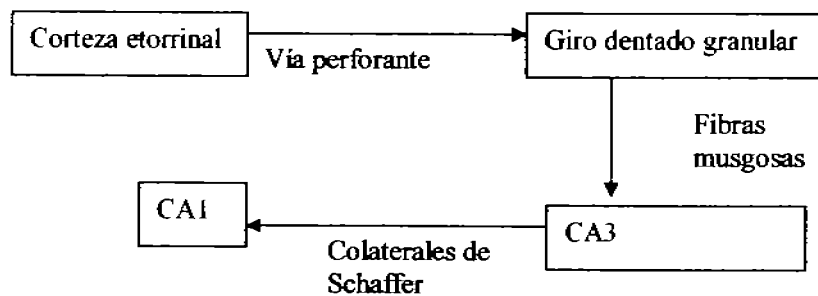 Corteza etorrinal
Vía perforante
Giro dentado granular
Fibras
musgosas
CA3
Colaterales de
Schaffer
CA1